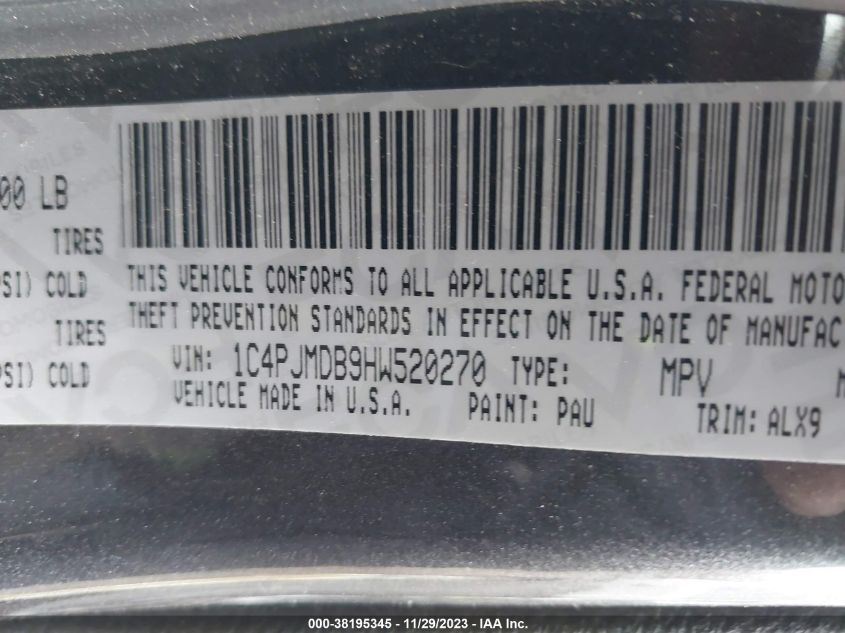 00 LB
TIRES
PSI) COLD
TIRES
PSI) COLD
THIS VEHICLE CONFORMS TO ALL APPLICABLE U.S.A. FEDERAL MOTO
THEFT PREVENTION STANDARDS IN EFFECT ON THE DATE OF MANUFAC
VIN: 1C4PJMDB9HW520270 TYPE: MPV
VEHICLE MADE IN U.S.A. PAINT: PAU TRIM: ALX9
000-38195345 - 11/29/2023 - IAA Inc.